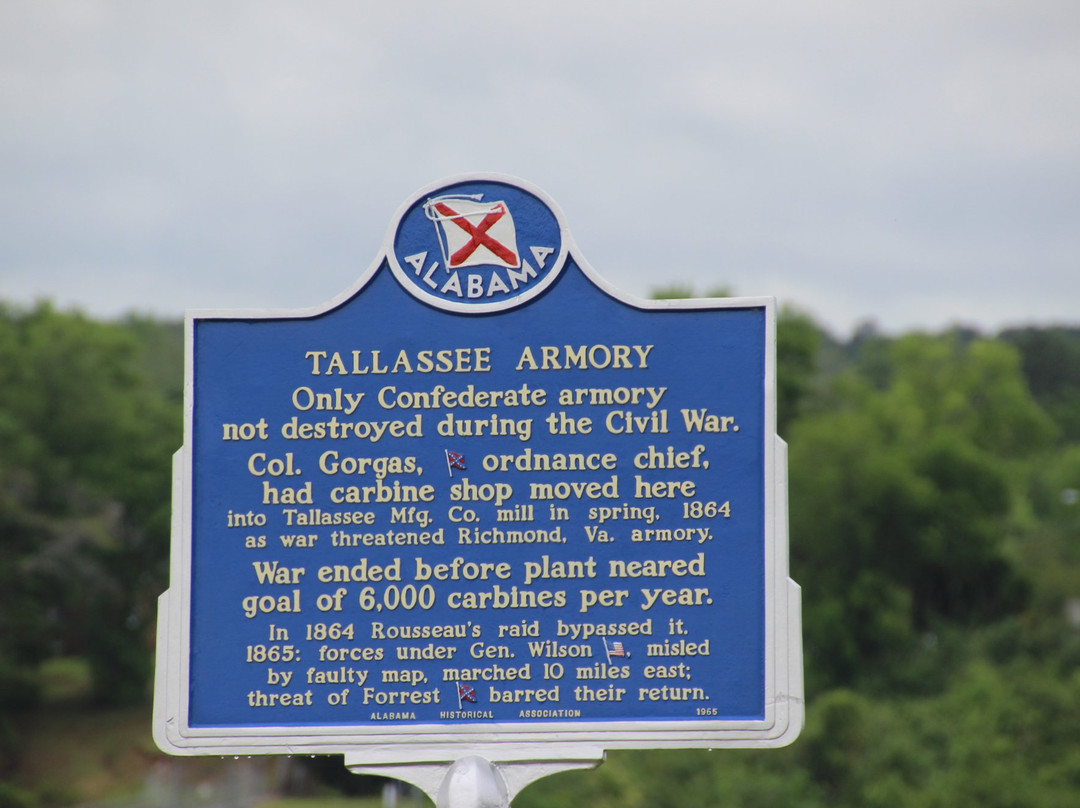 ALABAMA
TALLASSEE ARMORY
Only Confederate armory
not destroyed during the Civil War.
Col. Gorgas, ordnance chief,
had carbine shop moved here
into Tallassee Mfg. Co. mill in spring, 1864
as war threatened Richmond, Va. armory.
War ended before plant neared
goal of 6,000 carbines per year.
In 1864 Rousseau's raid bypassed it.
1865: forces under Gen. Wilson , misled
by faulty map, marched 10 miles east;
threat of Forrest barred their return.
ALABAMA HISTORICAL ASSOCIATION 1965